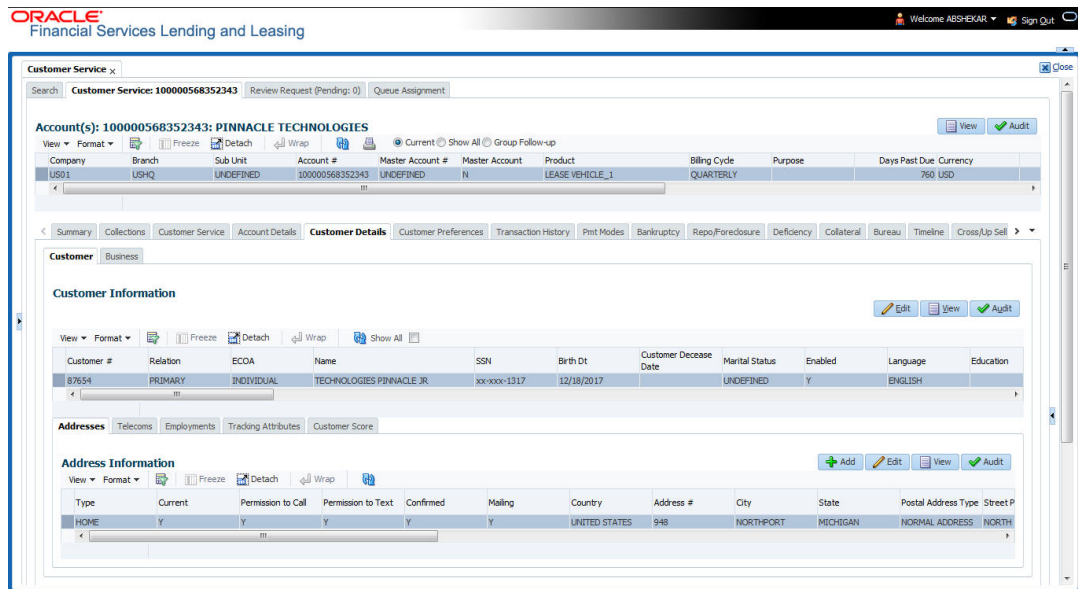 ORACLE®
Financial Services Lending and Leasing
Welcome ABSHEKAR Sign Out
Customer Service x
Close
Search Customer Service: 100000568352343 Review Request (Pending: 0) Queue Assignment
Account(s): 100000568352343: PINNACLE TECHNOLOGIES
View Audit
View Format Freeze Detach Wrap Current Show All Group Follow-up
Company Branch Sub Unit Account # Master Account # Master Account Product Billing Cycle Purpose Days Past Due Currency
US01 USHQ UNDEFINED 100000568352343 UNDEFINED N LEASE VEHICLE_1 QUARTERLY 760 USD
Summary Collections Customer Service Account Details Customer Details Customer Preferences Transaction History Pmt Modes Bankruptcy Repo/Foreclosure Deficiency Collateral Bureau Timeline Cross/Up Sell
Customer Business
Customer Information
Edit View Audit
View Format Freeze Detach Wrap Show All
Customer # Relation ECOA Name SSN Birth Dt Customer Decease Date Marital Status Enabled Language Education
87654 PRIMARY INDIVIDUAL TECHNOLOGIES PINNACLE JR xx-xxx-1317 12/18/2017 UNDEFINED Y ENGLISH
Addresses Telecoms Employments Tracking Attributes Customer Score
Address Information
Add Edit View Audit
View Format Freeze Detach Wrap
Type Current Permission to Call Permission to Text Confirmed Mailing Country Address # City State Postal Address Type Street P
HOME Y Y Y Y Y UNITED STATES 948 NORTHPORT MICHIGAN NORMAL ADDRESS NORTH